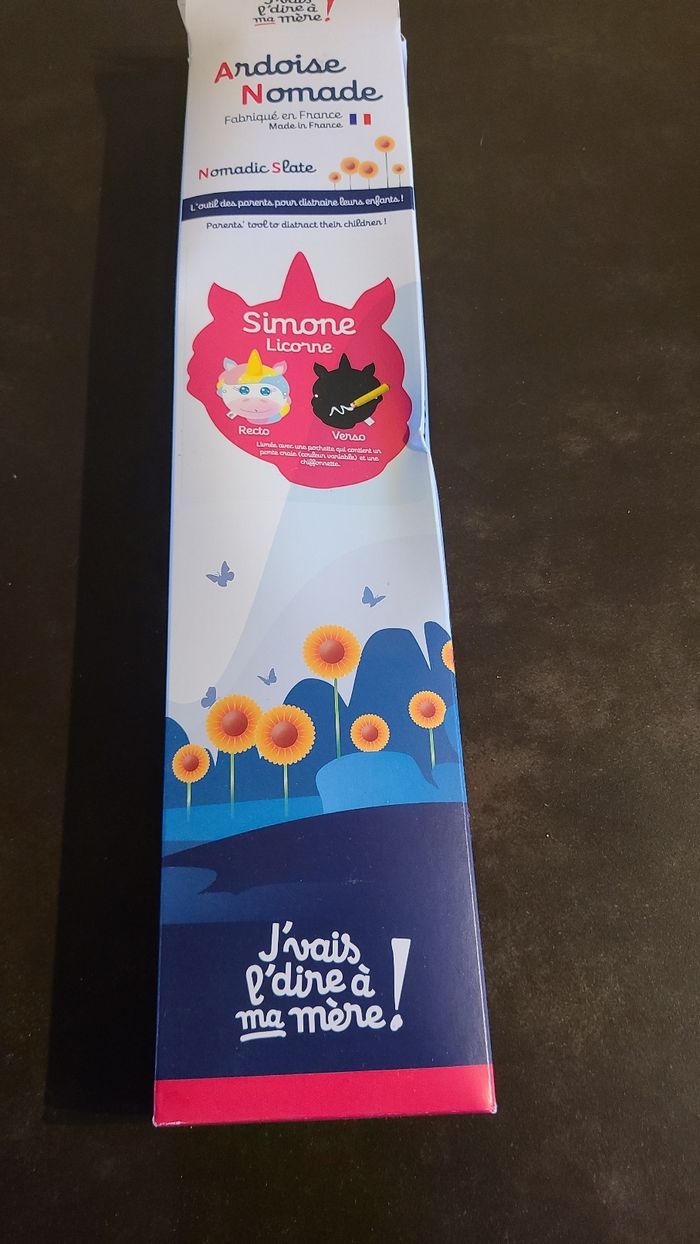 J'vais
l'dire à
ma mère!
Ardoise
Nomade
Fabriqué en France
Made in France
Nomadic Slate
L'outil des parents pour distraire leurs enfants !
Parents' tool to distract their children !
Simone
Licorne
Recto
Verso
Livrée avec une pochette qui contient un
porte craie (couleur variable) et une
chiffonnette.
J'vais
l'dire à
ma mère!